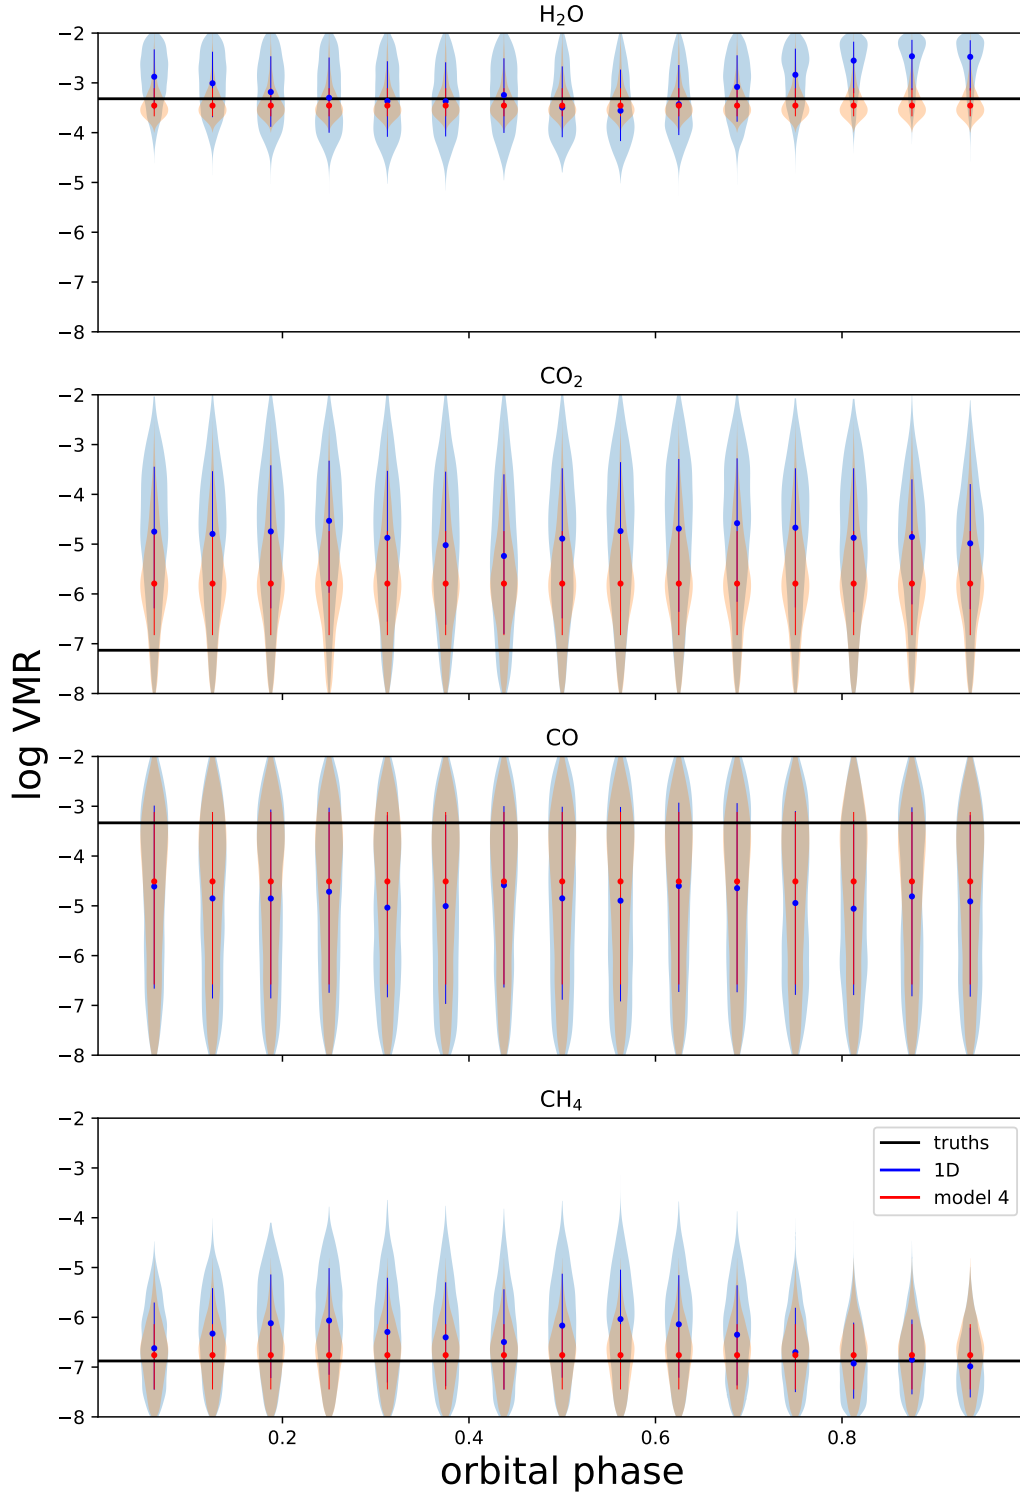 H₂O
−2
−3
−4
−5
−6
−7
−8
CO₂
−2
−3
−4
−5
−6
−7
−8
log VMR
CO
−2
−3
−4
−5
−6
−7
−8
CH₄
−2
−3
−4
−5
−6
−7
−8
truths
1D
model 4
0.2 0.4 0.6 0.8
orbital phase